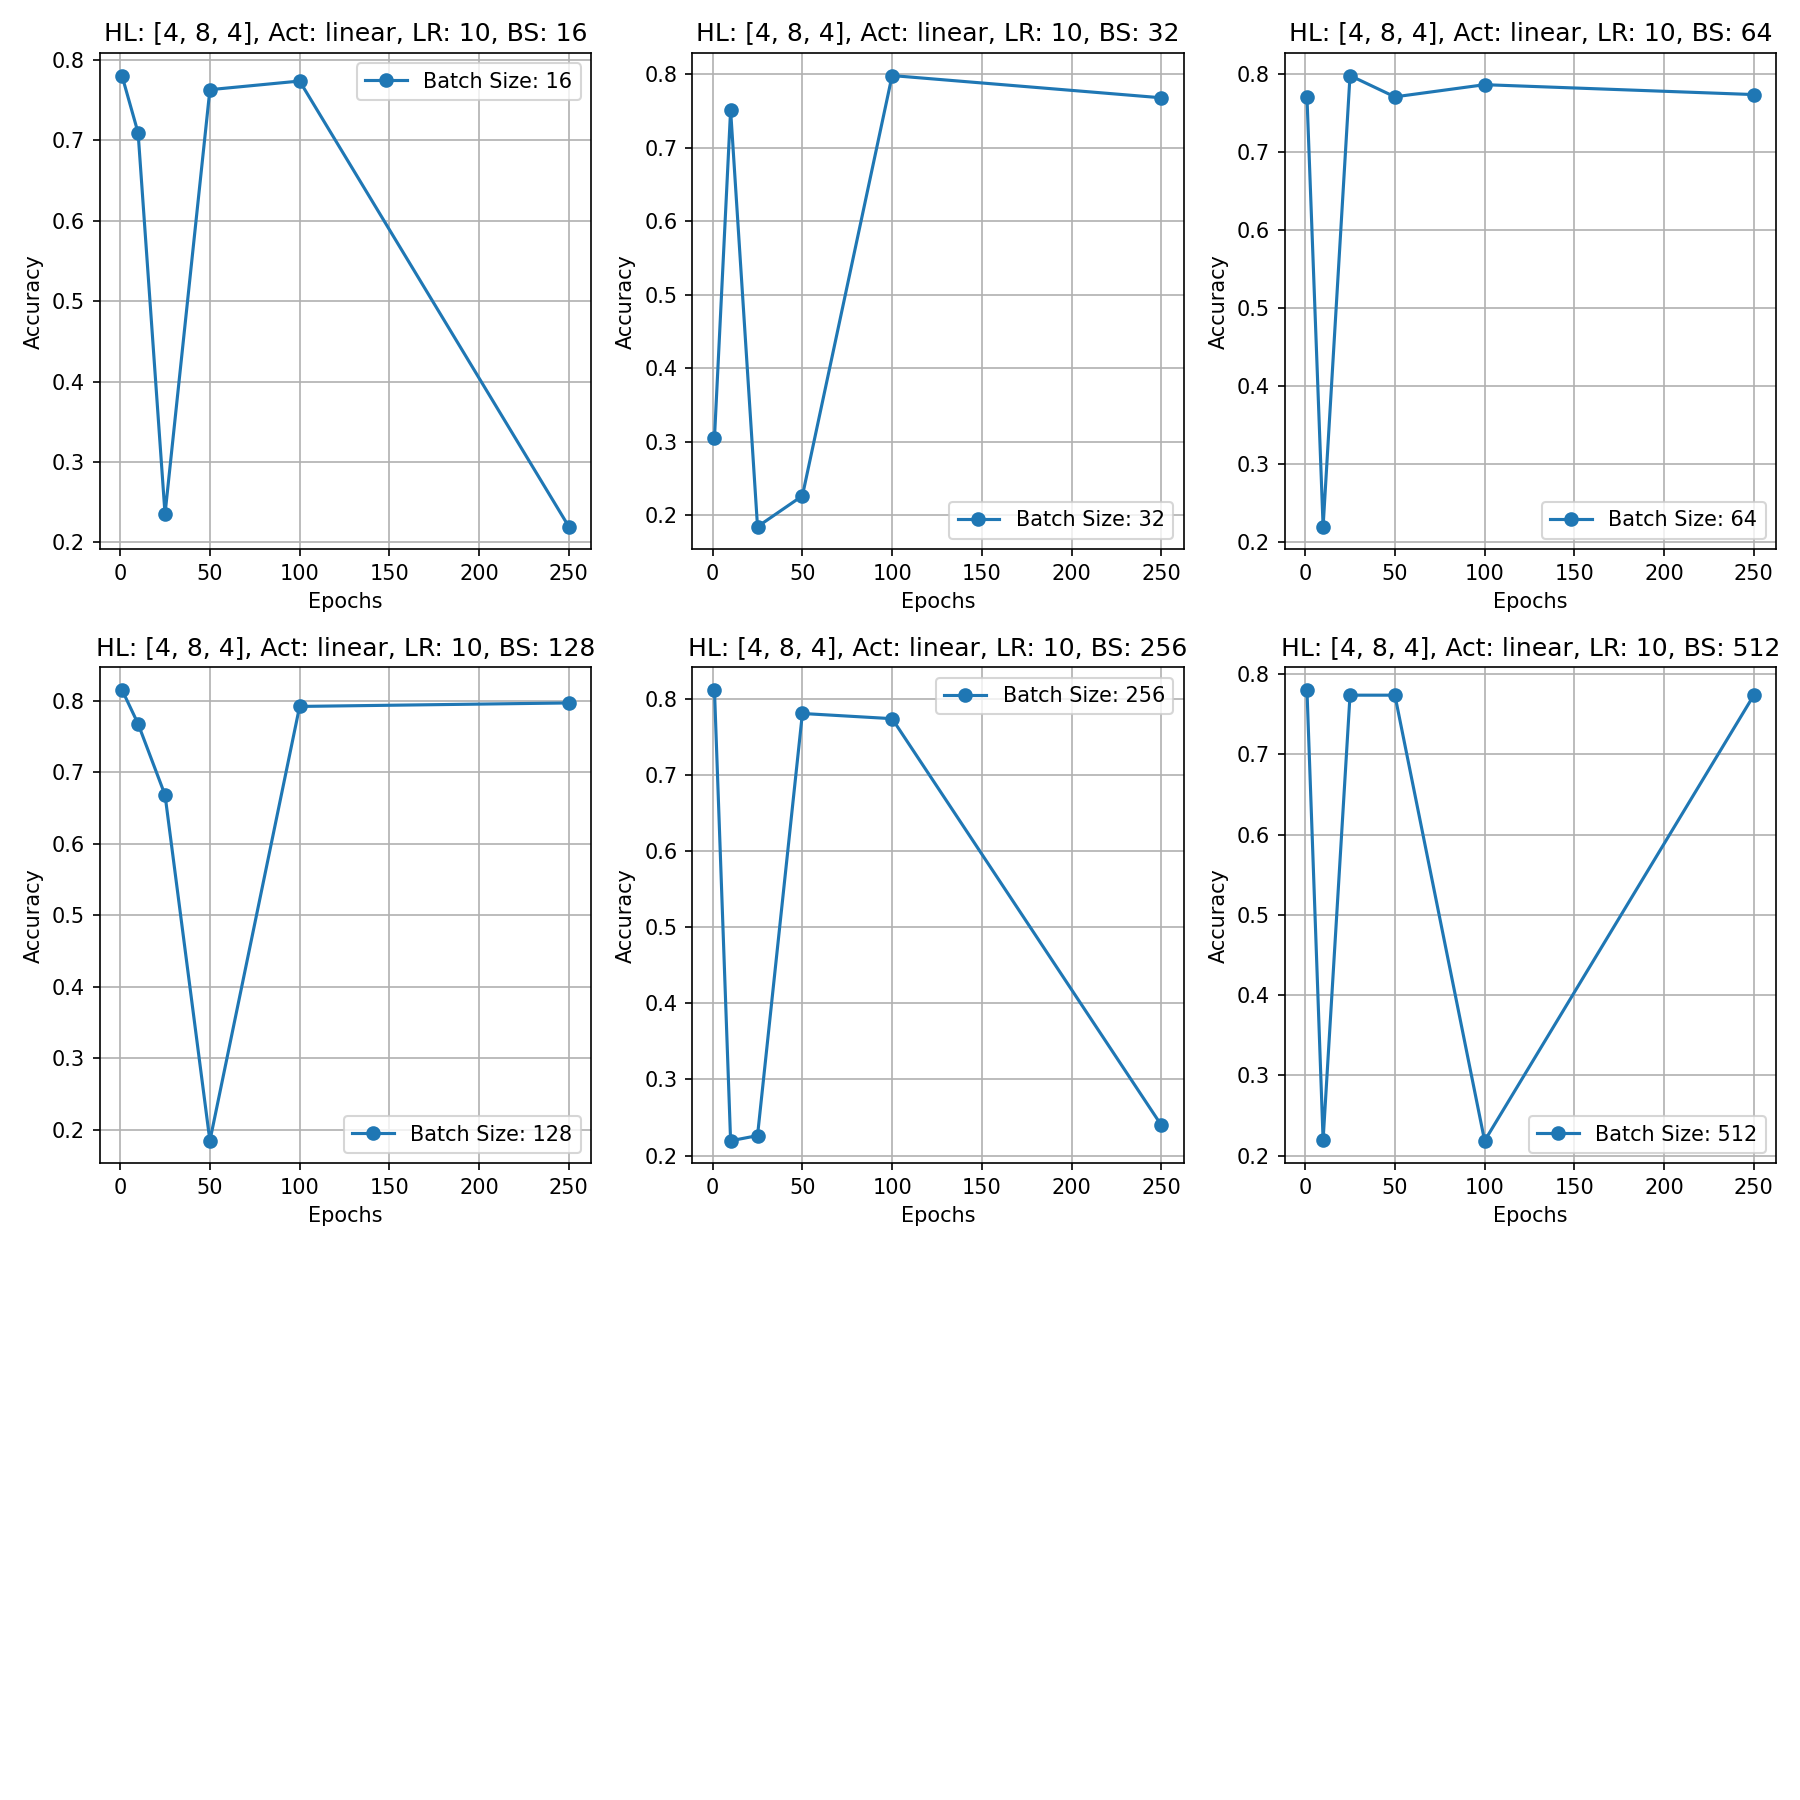 HL: [4, 8, 4], Act: linear, LR: 10, BS: 16
Batch Size: 16
Accuracy
0.8
0.7
0.6
0.5
0.4
0.3
0.2
0 50 100 150 200 250
Epochs
HL: [4, 8, 4], Act: linear, LR: 10, BS: 32
Accuracy
0.8
0.7
0.6
0.5
0.4
0.3
0.2
Batch Size: 32
0 50 100 150 200 250
Epochs
HL: [4, 8, 4], Act: linear, LR: 10, BS: 64
Accuracy
0.8
0.7
0.6
0.5
0.4
0.3
0.2
Batch Size: 64
0 50 100 150 200 250
Epochs
HL: [4, 8, 4], Act: linear, LR: 10, BS: 128
Accuracy
0.8
0.7
0.6
0.5
0.4
0.3
0.2
Batch Size: 128
0 50 100 150 200 250
Epochs
HL: [4, 8, 4], Act: linear, LR: 10, BS: 256
Batch Size: 256
Accuracy
0.8
0.7
0.6
0.5
0.4
0.3
0.2
0 50 100 150 200 250
Epochs
HL: [4, 8, 4], Act: linear, LR: 10, BS: 512
Accuracy
0.8
0.7
0.6
0.5
0.4
0.3
0.2
Batch Size: 512
0 50 100 150 200 250
Epochs